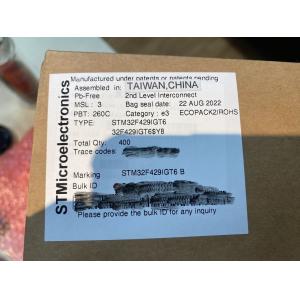 STMicroelectronics
Manufactured under patents or patents pending
Assembled in: TAIWAN,CHINA
Pb-Free 2nd Level Interconnect
MSL : 3 Bag seal date: 22 AUG 2022
PBT: 260C Category : e3 ECOPACK2/ROHS
TYPE: STM32F429IGT6
32F429IGT6$Y8
Total Qty: 400
Trace code
Marking STM32F429IGT6 B
Bulk ID
Please provide the bulk ID for any inquiry